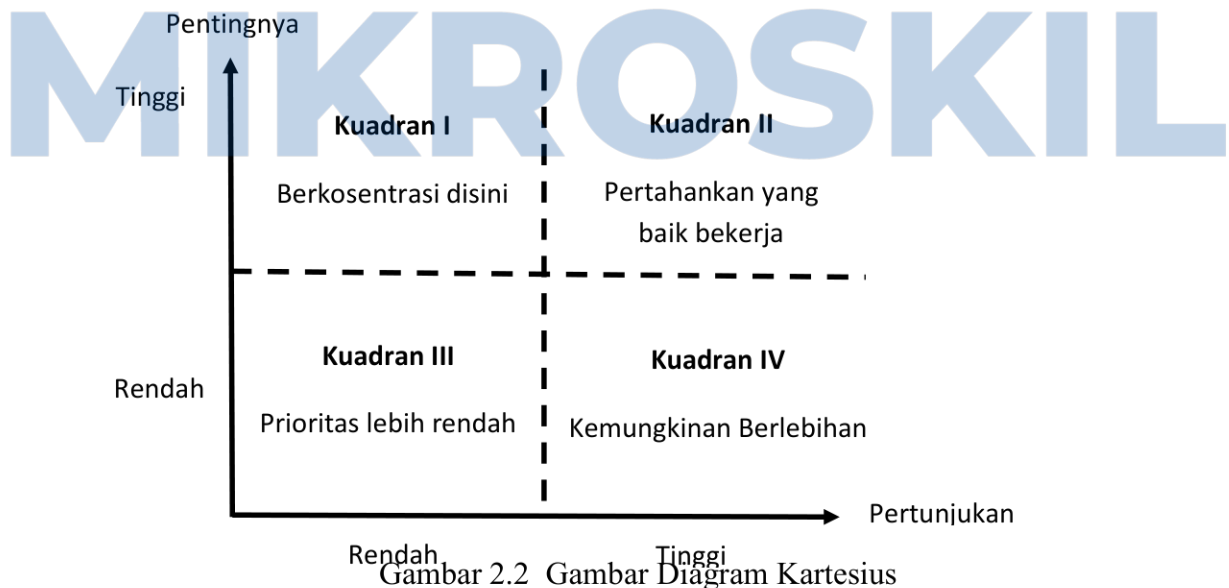 MIKROSKIL
Pentingnya
Tinggi
Kuadran I
Kuadran II
Berkosentrasi disini
Pertahankan yang
baik bekerja
Kuadran III
Kuadran IV
Rendah
Prioritas lebih rendah
Kemungkinan Berlebihan
Pertunjukan
Rendah
Tinggi
Gambar 2.2 Gambar Diagram Kartesius